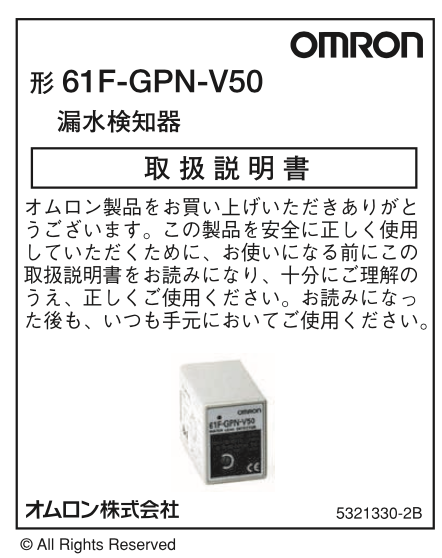 OMRON
形 61F-GPN-V50
漏水検知器
取扱説明書
オムロン製品をお買い上げいただきありがと
うございます。この製品を安全に正しく使用
していただくために、お使いになる前にこの
取扱説明書をお読みになり、十分にご理解の
うえ、正しくご使用ください。お読みになっ
た後も、いつも手元においてご使用ください。
OMRON
61F-GPN-V50
WATER LEAK DETECTOR
CE
オムロン株式会社
5321330-2B
© All Rights Reserved